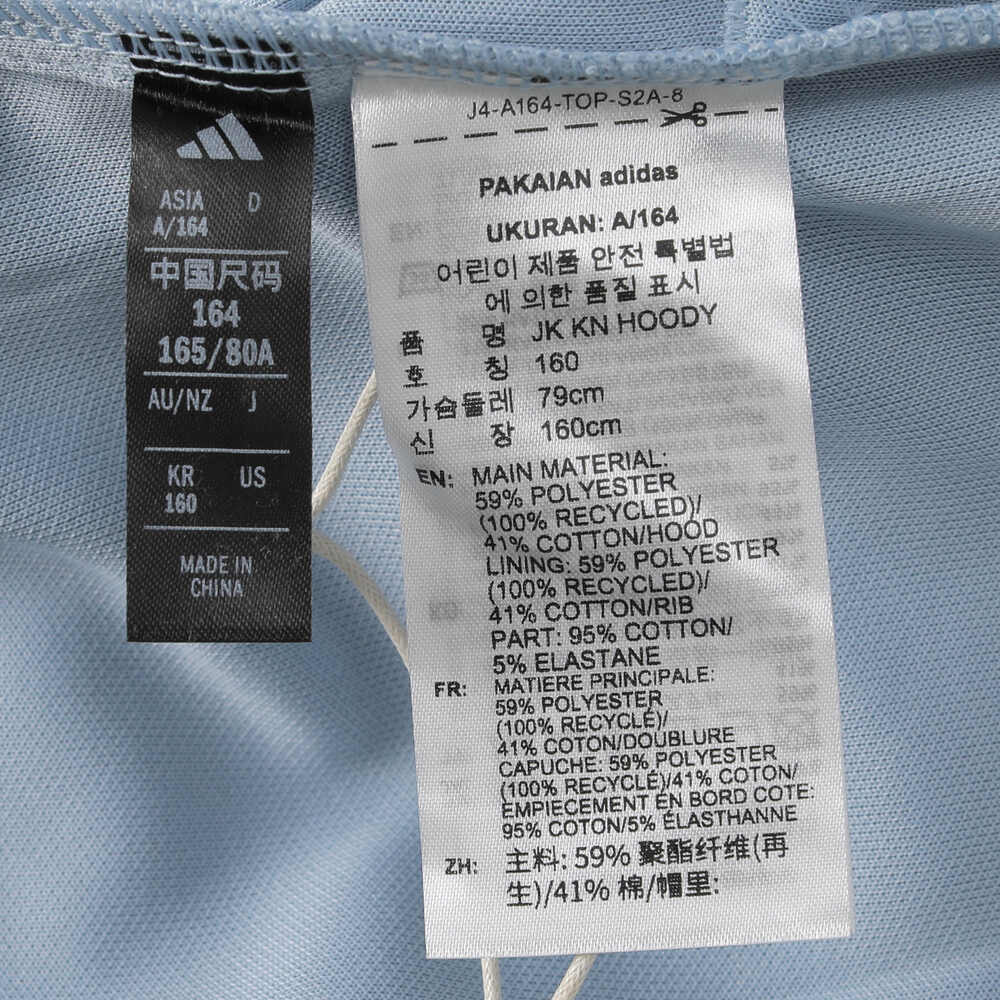 ASIA D
A/164
中国尺码
164
165/80A
AU/NZ J
KR US
160
MADE IN
CHINA
J4-A164-TOP-S2A-8
PAKAIAN adidas
UKURAN: A/164
어린이 제품 안전 특별법
에 의한 품질 표시
품 명 JK KN HOODY
호 칭 160
가슴둘레 79cm
신 장 160cm
EN: MAIN MATERIAL:
59% POLYESTER
(100% RECYCLED)/
41% COTTON/HOOD
LINING: 59% POLYESTER
(100% RECYCLED)/
41% COTTON/RIB
PART: 95% COTTON/
5% ELASTANE
FR: MATIERE PRINCIPALE:
59% POLYESTER
(100% RECYCLÉ)/
41% COTON/DOUBLURE
CAPUCHE: 59% POLYESTER
(100% RECYCLÉ)/41% COTON/
EMPIECEMENT EN BORD COTE:
95% COTON/5% ÉLASTHANNE
ZH: 主料: 59% 聚酯纤维(再
生)/41% 棉/帽里: